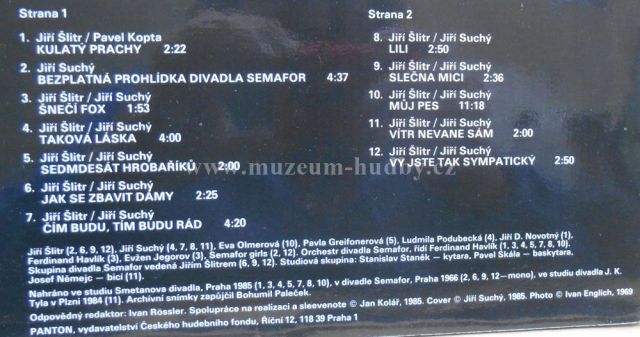 Strana 1
1. Jiří Šlitr / Pavel Kopta
KULATÝ PRACHY 2:22
2. Jiří Suchý
BEZPLATNÁ PROHLÍDKA DIVADLA SEMAFOR 4:37
3. Jiří Šlitr / Jiří Suchý
ŠNEČÍ FOX 1:53
4. Jiří Šlitr / Jiří Suchý
TAKOVÁ LÁSKA 4:00
5. Jiří Šlitr / Jiří Suchý
SEDMDESÁT HROBAŘÍKŮ 2:00
6. Jiří Šlitr / Jiří Suchý
JAK SE ZBAVIT DÁMY 2:25
7. Jiří Šlitr / Jiří Suchý
ČÍM BUDU, TÍM BUDU RÁD 4:20
Strana 2
8. Jiří Šlitr / Jiří Suchý
LILI 2:50
9. Jiří Šlitr / Jiří Suchý
SLEČNA MICI 2:36
10. Jiří Šlitr / Jiří Suchý
MŮJ PES 11:18
11. Jiří Šlitr / Jiří Suchý
VÍTR NEVANE SÁM 2:00
12. Jiří Šlitr / Jiří Suchý
VY JSTE TAK SYMPATICKÝ 2:50
www.muzeum-hudby.cz
Jiří Šlitr (2, 6, 9, 12), Jiří Suchý (4, 7, 8, 11), Eva Olmerová (10), Pavla Greifonerová (5), Ludmila Podubecká (4), Jiří D. Novotný (1),
Ferdinand Havlík (3), Evžen Jegorov (3), Semafor girls (2, 12). Orchestr divadla Semafor, řídí Ferdinand Havlík (1, 3, 4, 5, 7, 8, 10).
Skupina divadla Semafor vedená Jiřím Šlitrem (6, 9, 12). Studiová skupina: Stanislav Staněk – kytara, Pavel Skála – baskytara,
Josef Němejc – bicí (11).
Nahráno ve studiu Smetanova divadla, Praha 1985 (1, 3, 4, 5, 7, 8, 10), v divadle Semafor, Praha 1966 (2, 6, 9, 12 – mono), ve studiu divadla J. K.
Tyla v Plzni 1984 (11). Archívní snímky zapůjčil Bohumil Paleček.
Odpovědný redaktor: Ivan Rössler. Spolupráce na realizaci a sleevenote © Jan Kolář, 1985. Cover © Jiří Suchý, 1985. Photo © Ivan Englich, 1969
PANTON, vydavatelství Českého hudebního fondu, Říční 12, 118 39 Praha 1